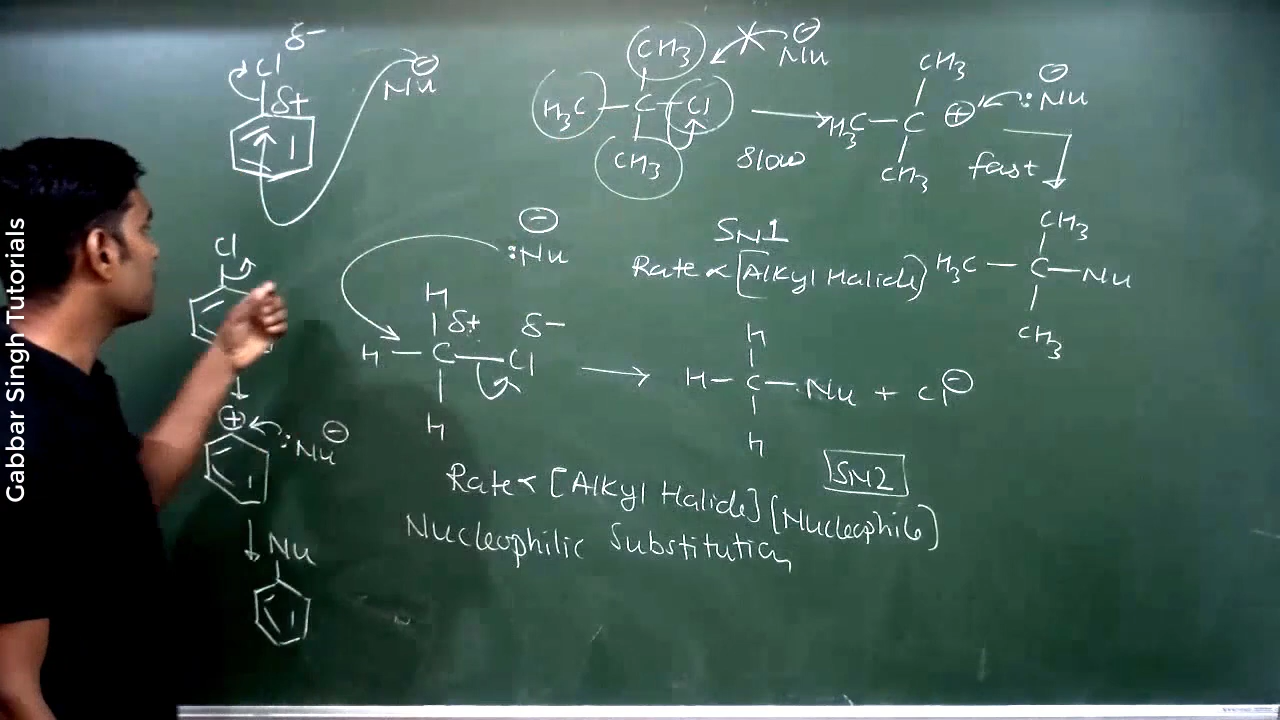 Gabbar Singh Tutorials
δ-
Cl
δ+
Nu ⊖
CH3
H3C — C — Cl
CH3
⊖
Nu
slow
CH3
H3C — C ⊕
CH3
⊖
:Nu
fast
SN1
Rate ∝ [Alkyl Halide]
CH3
H3C — C — Nu
CH3
Cl
⊕
:Nu ⊖
Nu
⊖
:Nu
H
δ+ δ-
H — C — Cl
H
H
H — C — Nu + Cl⊖
H
SN2
Rate ∝ [Alkyl Halide] [Nucleophile]
Nucleophilic Substitution